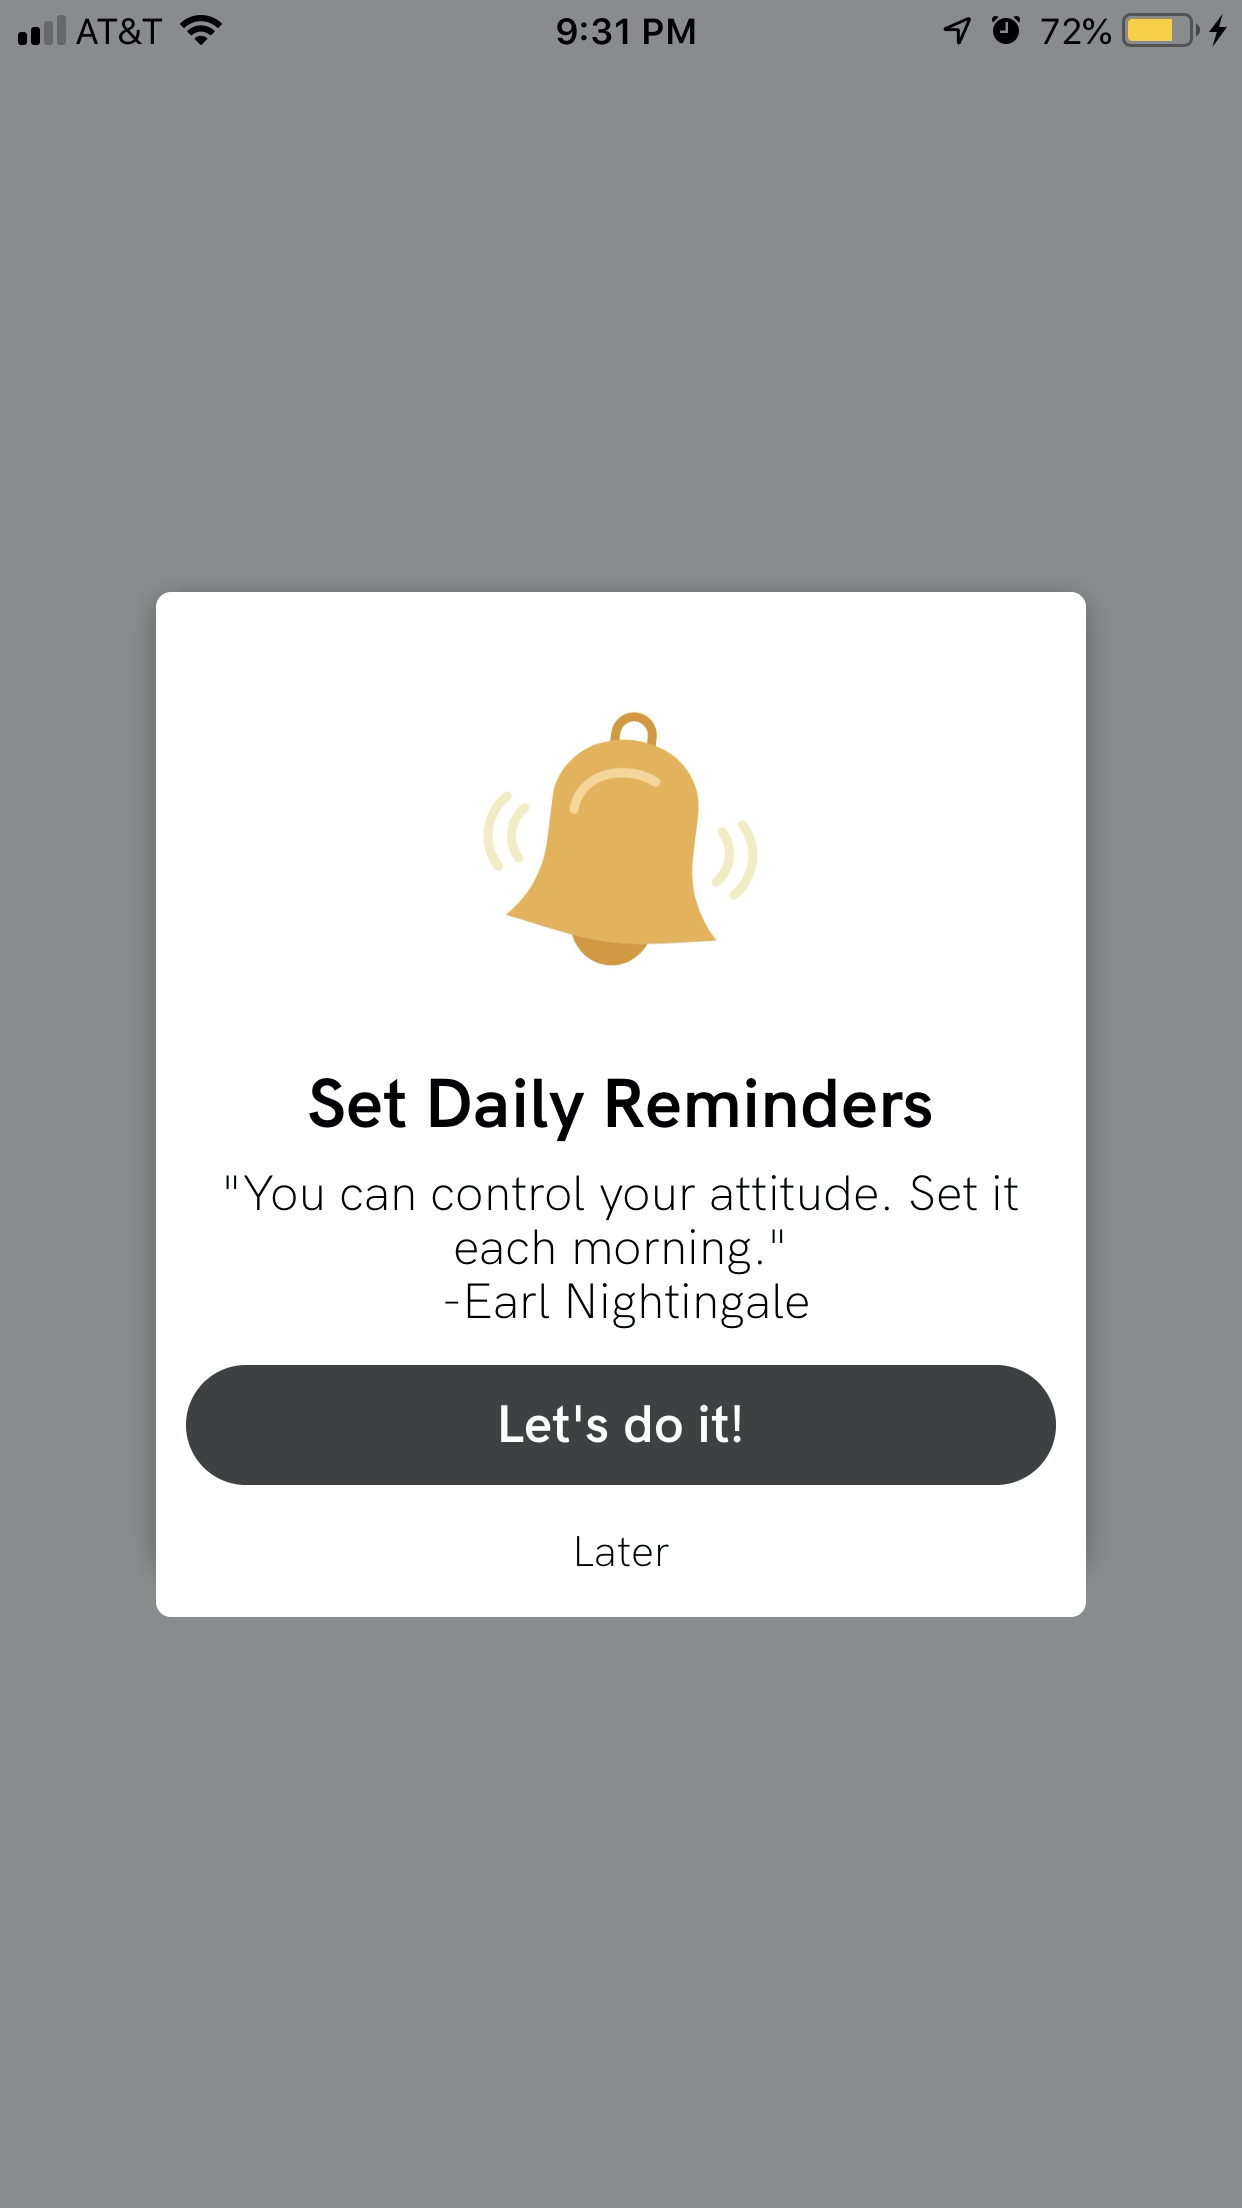 AT&T 9:31 PM 72%
Set Daily Reminders
"You can control your attitude. Set it
each morning."
-Earl Nightingale
Let's do it!
Later